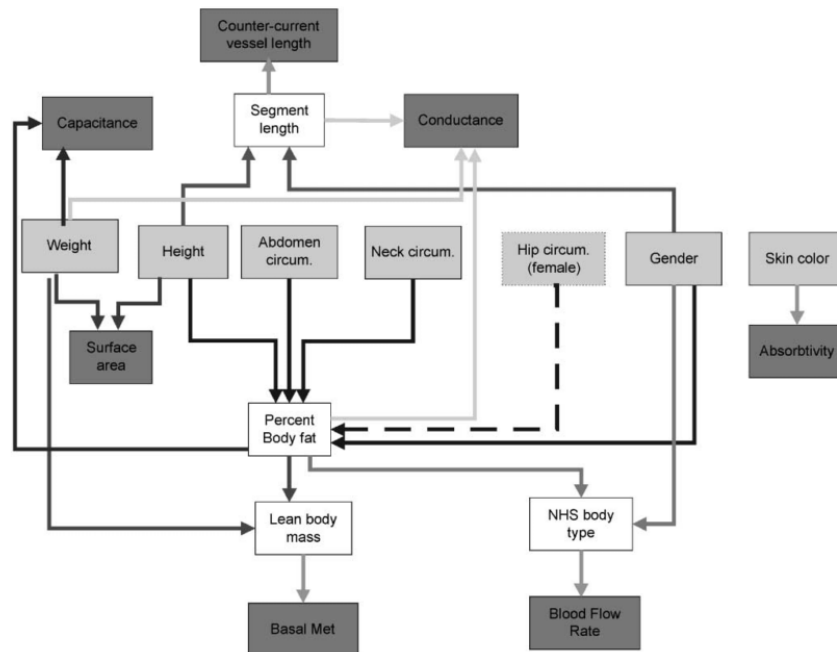 Counter-current
vessel length
Segment
length
Capacitance
Conductance
Weight
Height
Abdomen
circum.
Neck circum.
Hip circum.
(female)
Gender
Skin color
Surface
area
Absorbtivity
Percent
Body fat
Lean body
mass
NHS body
type
Basal Met
Blood Flow
Rate